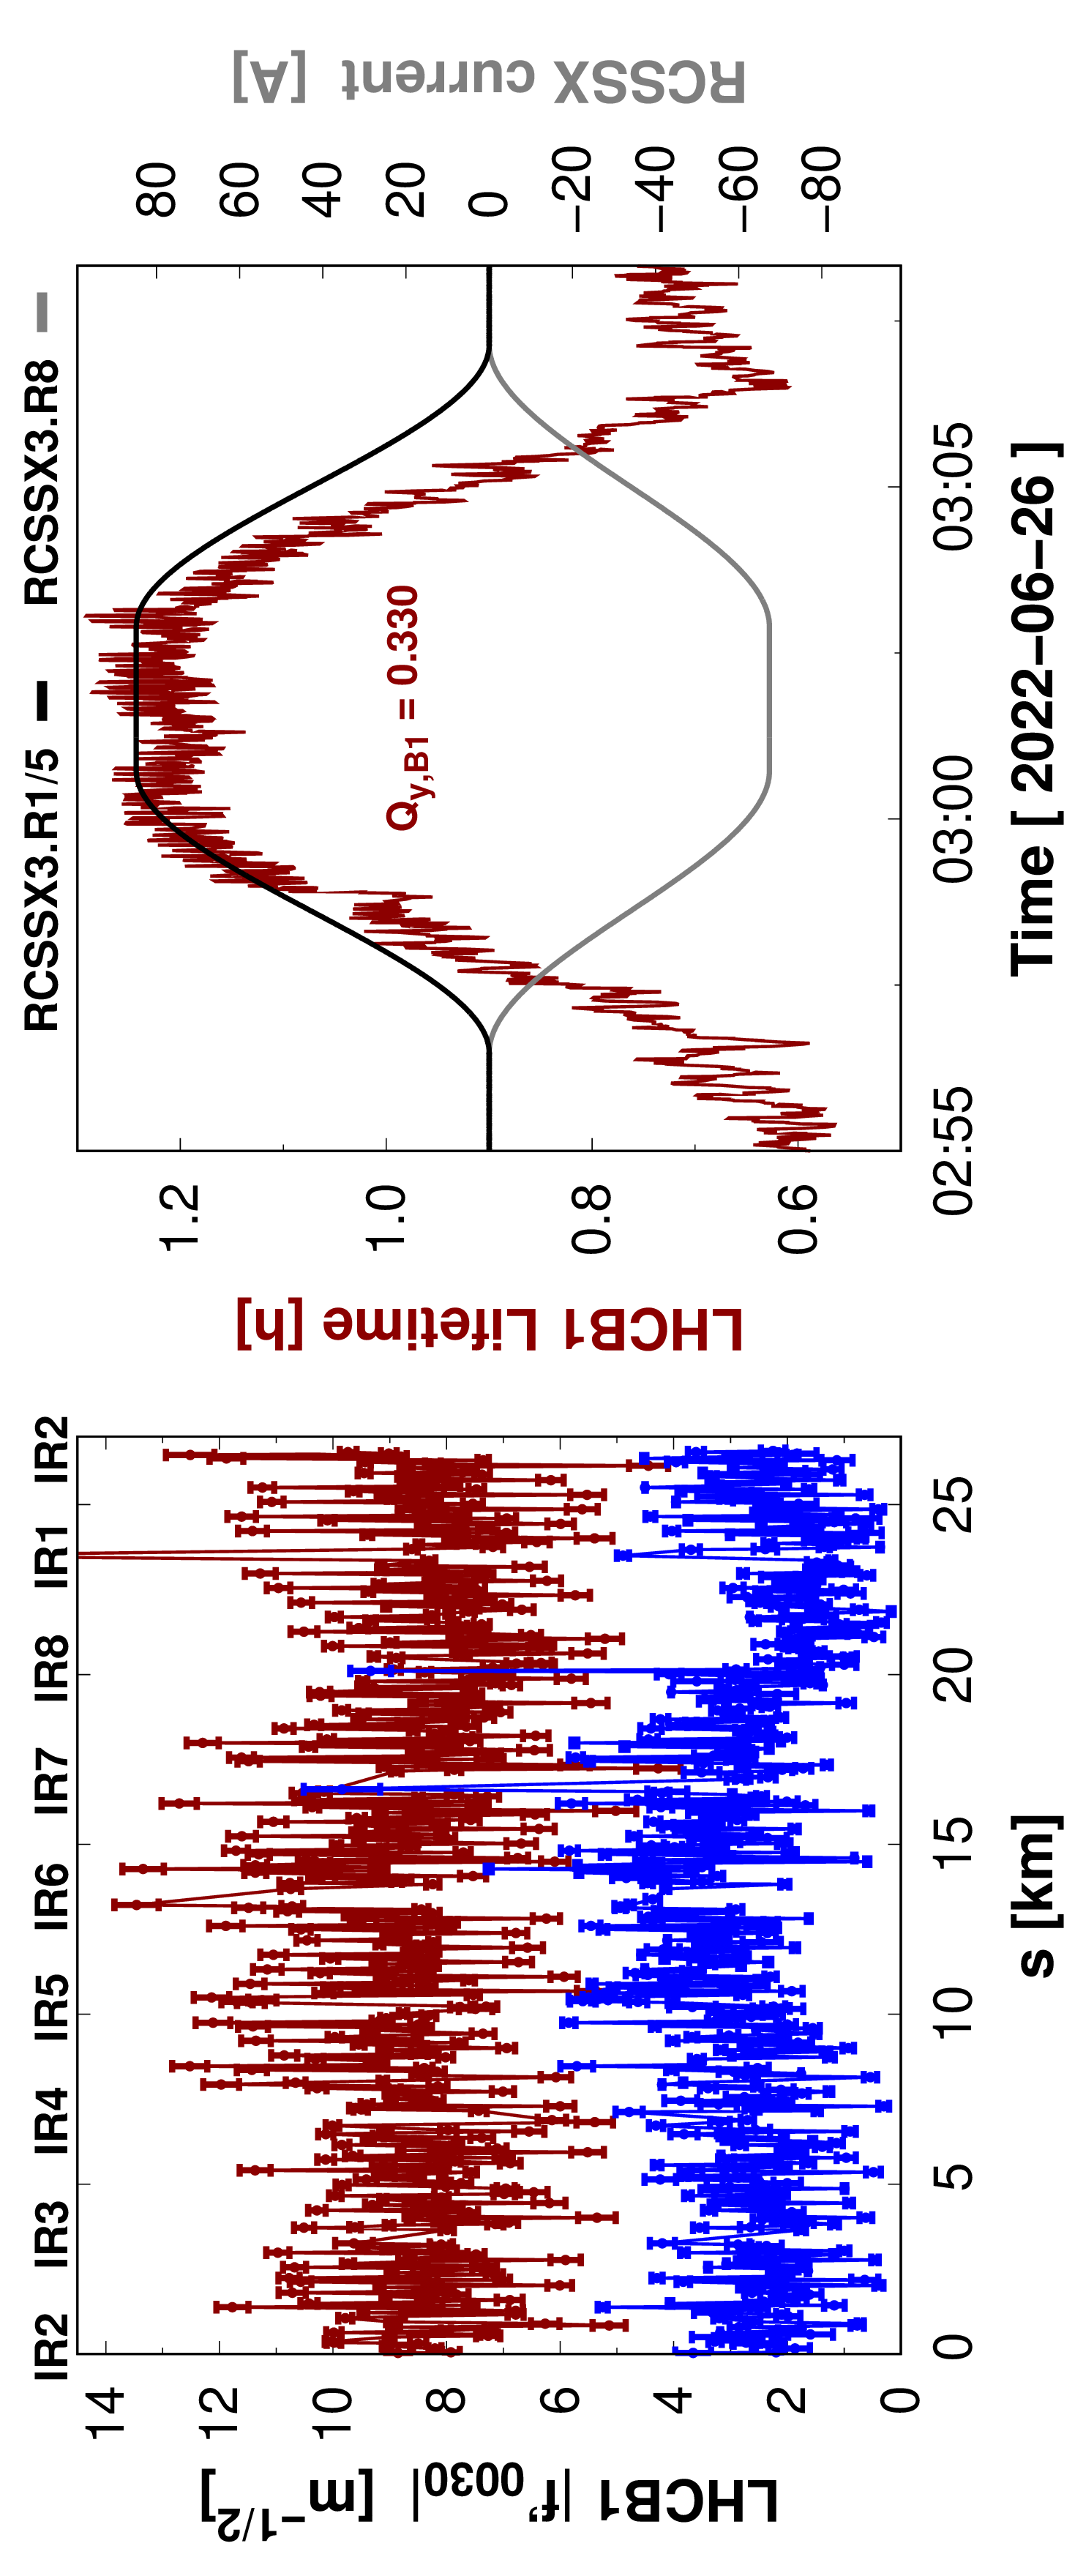 IR2 IR3 IR4 IR5 IR6 IR7 IR8 IR1 IR2
14
12
10
8
6
4
2
0
LHCB1 |f'0030| [m−1/2]
0 5 10 15 20 25
s [km]
RCSSX3.R1/5 RCSSX3.R8
1.2
1.0
0.8
0.6
LHCB1 Lifetime [h]
Qy,B1 = 0.330
80
60
40
20
0
−20
−40
−60
−80
RCSSX current [A]
02:55 03:00 03:05
Time [ 2022−06−26 ]